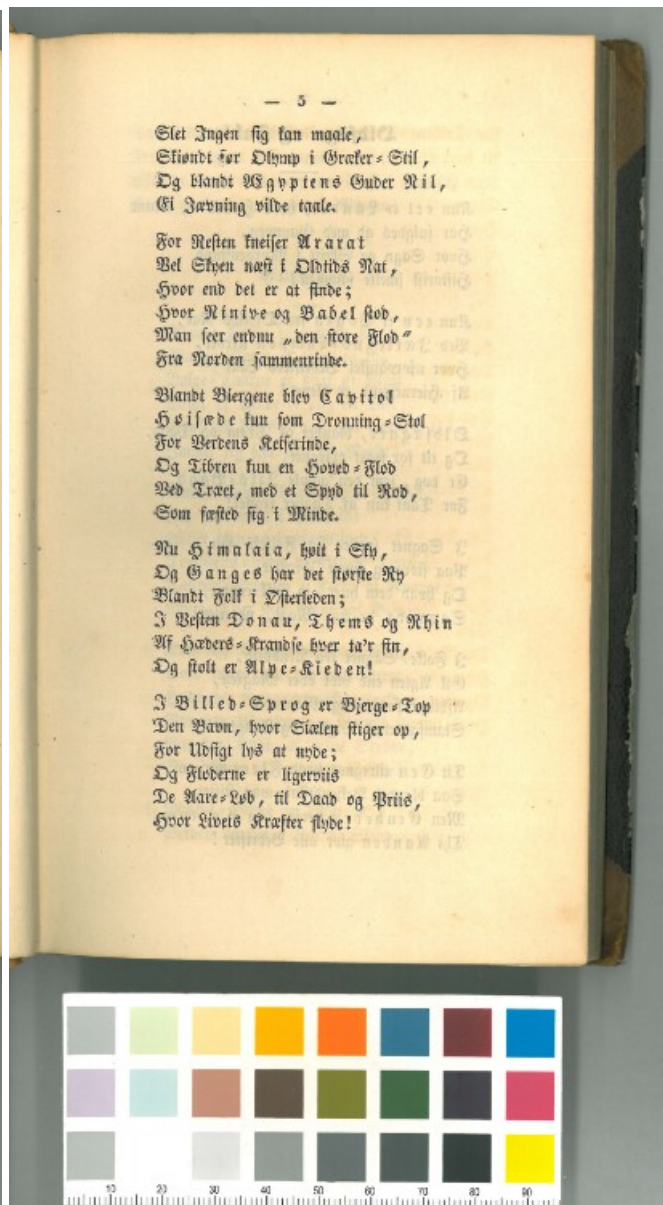 — 5 —
Slet Ingen sig kan maale,
Skiøndt før Olymp i Græker-Stil,
Og blandt Ægyptens Guder Nil,
Ei Jævning vilde taale.
For Resten kneiser Ararat
Vel Skyen næst i Oldtids Nat,
Hvor end det er at finde;
Hvor Ninive og Babel stod,
Man seer endnu „den store Flod“
Fra Norden sammenrinde.
Blandt Biergene blev Capitol
Høisæde kun som Dronning-Stol
For Verdens Keiserinde,
Og Tibren kun en Hoved-Flod
Ved Træet, med et Spyd til Rod,
Som fæsted sig i Minde.
Nu Himalaia, høit i Sky,
Og Ganges har det største Ry
Blandt Folk i Østerleden;
I Vesten Donau, Thems og Rhin
Af Hæders-Krandse hver ta'r sin,
Og stolt er Alpe-Kieden!
I Billed-Sprog er Bjerge-Top
Den Bavn, hvor Siælen stiger op,
For Udsigt lys at nyde;
Og Floderne er ligerviis
De Aare-Løb, til Daad og Priis,
Hvor Livets Kræfter flyde!
10 20 30 40 50 60 70 80 90